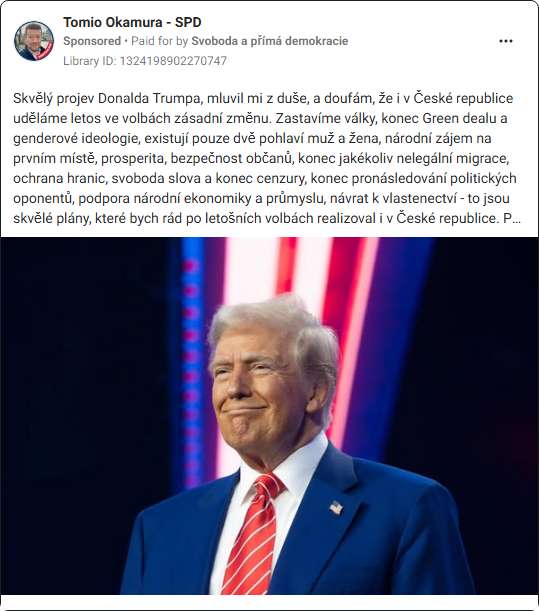 Tomio Okamura - SPD
Sponsored • Paid for by Svoboda a přímá demokracie
Library ID: 1324198902270747
Skvělý projev Donalda Trumpa, mluvil mi z duše, a doufám, že i v České republice
uděláme letos ve volbách zásadní změnu. Zastavíme války, konec Green dealu a
genderové ideologie, existují pouze dvě pohlaví muž a žena, národní zájem na
prvním místě, prosperita, bezpečnost občanů, konec jakékoliv nelegální migrace,
ochrana hranic, svoboda slova a konec cenzury, konec pronásledování politických
oponentů, podpora národní ekonomiky a průmyslu, návrat k vlastenectví - to jsou
skvělé plány, které bych rád po letošních volbách realizoval i v České republice. P...